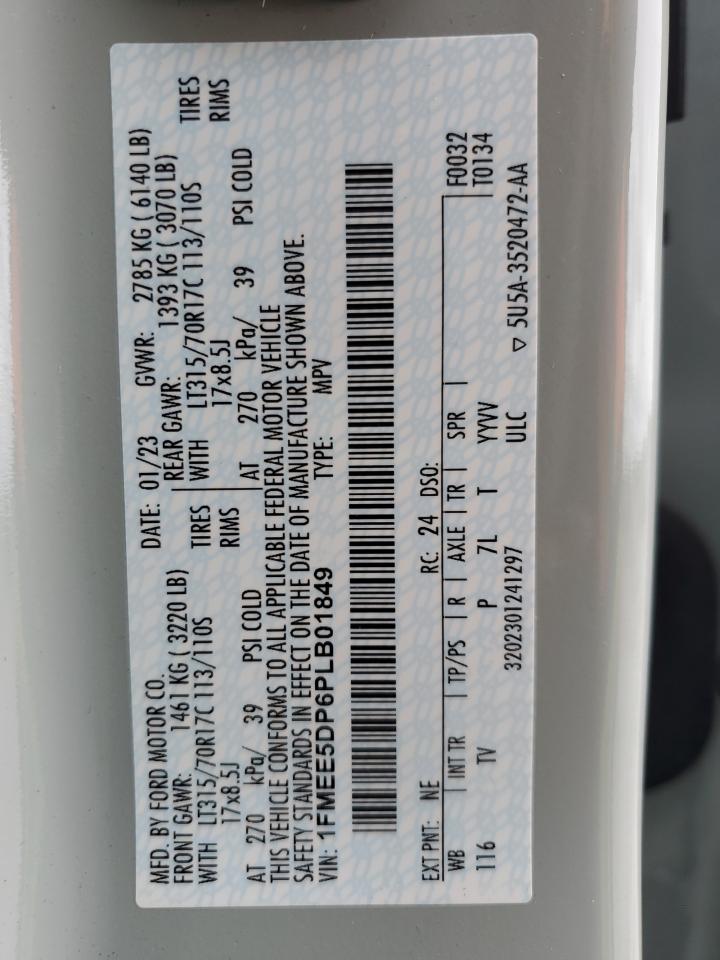 MFD. BY FORD MOTOR CO. DATE: 01/23 GVWR: 2785 KG ( 6140 LB)
FRONT GAWR: 1461 KG ( 3220 LB) REAR GAWR: 1393 KG ( 3070 LB)
WITH LT315/70R17C 113/110S TIRES WITH LT315/70R17C 113/110S TIRES
17x8.5J RIMS 17x8.5J RIMS
AT 270 kPa/ 39 PSI COLD AT 270 kPa/ 39 PSI COLD
THIS VEHICLE CONFORMS TO ALL APPLICABLE FEDERAL MOTOR VEHICLE
SAFETY STANDARDS IN EFFECT ON THE DATE OF MANUFACTURE SHOWN ABOVE.
VIN: 1FMEE5DP6PLB01849 TYPE: MPV
EXT PNT: NE RC: 24 DSO: F0032
WB INT TR TP/PS R AXLE TR SPR T0134
116 TV P 7L T YYVV
3202301241297 ULC ▽ 5U5A-3520472-AA